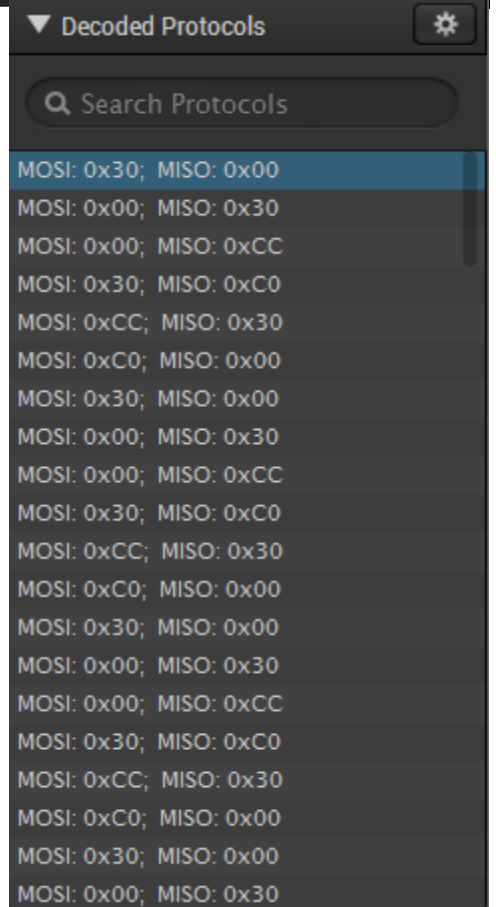 Decoded Protocols
Search Protocols
MOSI: 0x30; MISO: 0x00
MOSI: 0x00; MISO: 0x30
MOSI: 0x00; MISO: 0xCC
MOSI: 0x30; MISO: 0xC0
MOSI: 0xCC; MISO: 0x30
MOSI: 0xC0; MISO: 0x00
MOSI: 0x30; MISO: 0x00
MOSI: 0x00; MISO: 0x30
MOSI: 0x00; MISO: 0xCC
MOSI: 0x30; MISO: 0xC0
MOSI: 0xCC; MISO: 0x30
MOSI: 0xC0; MISO: 0x00
MOSI: 0x30; MISO: 0x00
MOSI: 0x00; MISO: 0x30
MOSI: 0x00; MISO: 0xCC
MOSI: 0x30; MISO: 0xC0
MOSI: 0xCC; MISO: 0x30
MOSI: 0xC0; MISO: 0x00
MOSI: 0x30; MISO: 0x00
MOSI: 0x00; MISO: 0x30